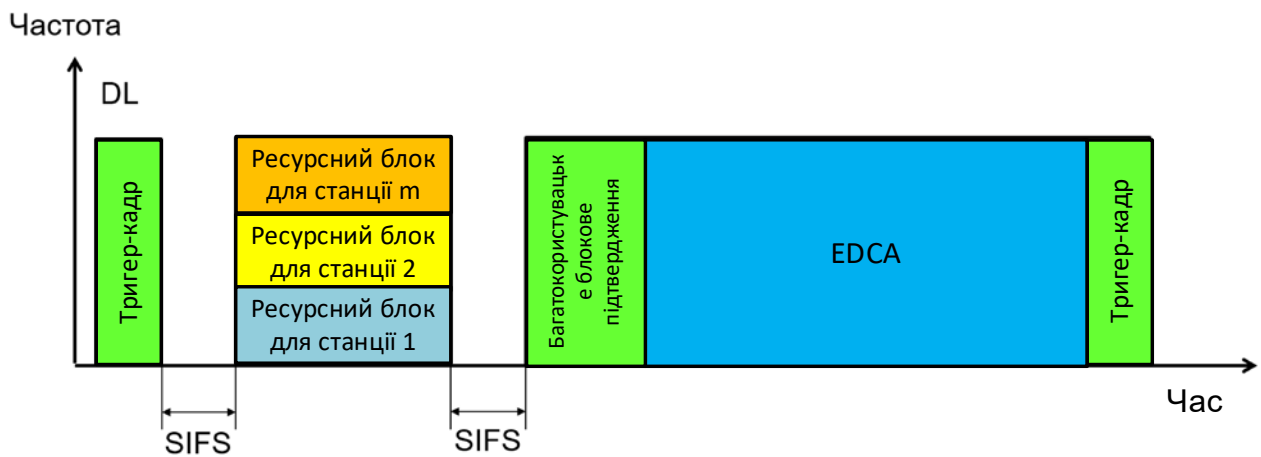 Частота
DL
Тригер-кадр
Ресурсний блок
для станції m
Ресурсний блок
для станції 2
Ресурсний блок
для станції 1
Багатокористувацьк
е блокове
підтвердження
EDCA
Тригер-кадр
Час
SIFS
SIFS